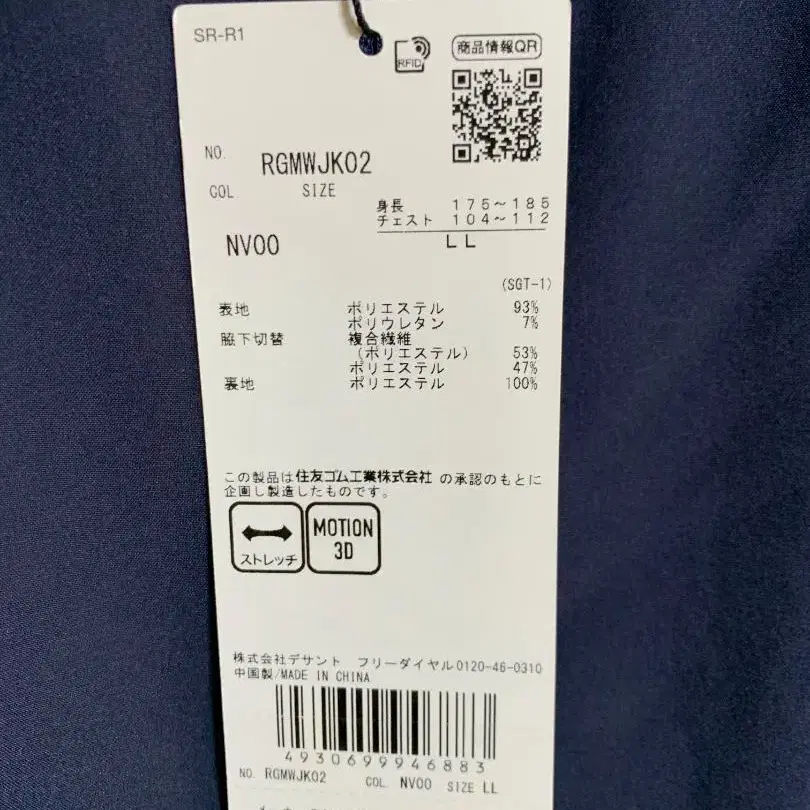 SR-R1
RFID
商品情報QR
NO. RGMWJK02
COL SIZE
身長 175～185
チェスト 104～112
NV00 LL
(SGT-1)
表地 ポリエステル 93%
ポリウレタン 7%
脇下切替 複合繊維
(ポリエステル) 53%
ポリエステル 47%
裏地 ポリエステル 100%
この製品は住友ゴム工業株式会社 の承認のもとに
企画し製造したものです。
ストレッチ
MOTION
3D
株式会社デサント フリーダイヤル0120-46-0310
中国製/MADE IN CHINA
4930699946883
NO. RGMWJK02 COL. NV00 SIZE LL